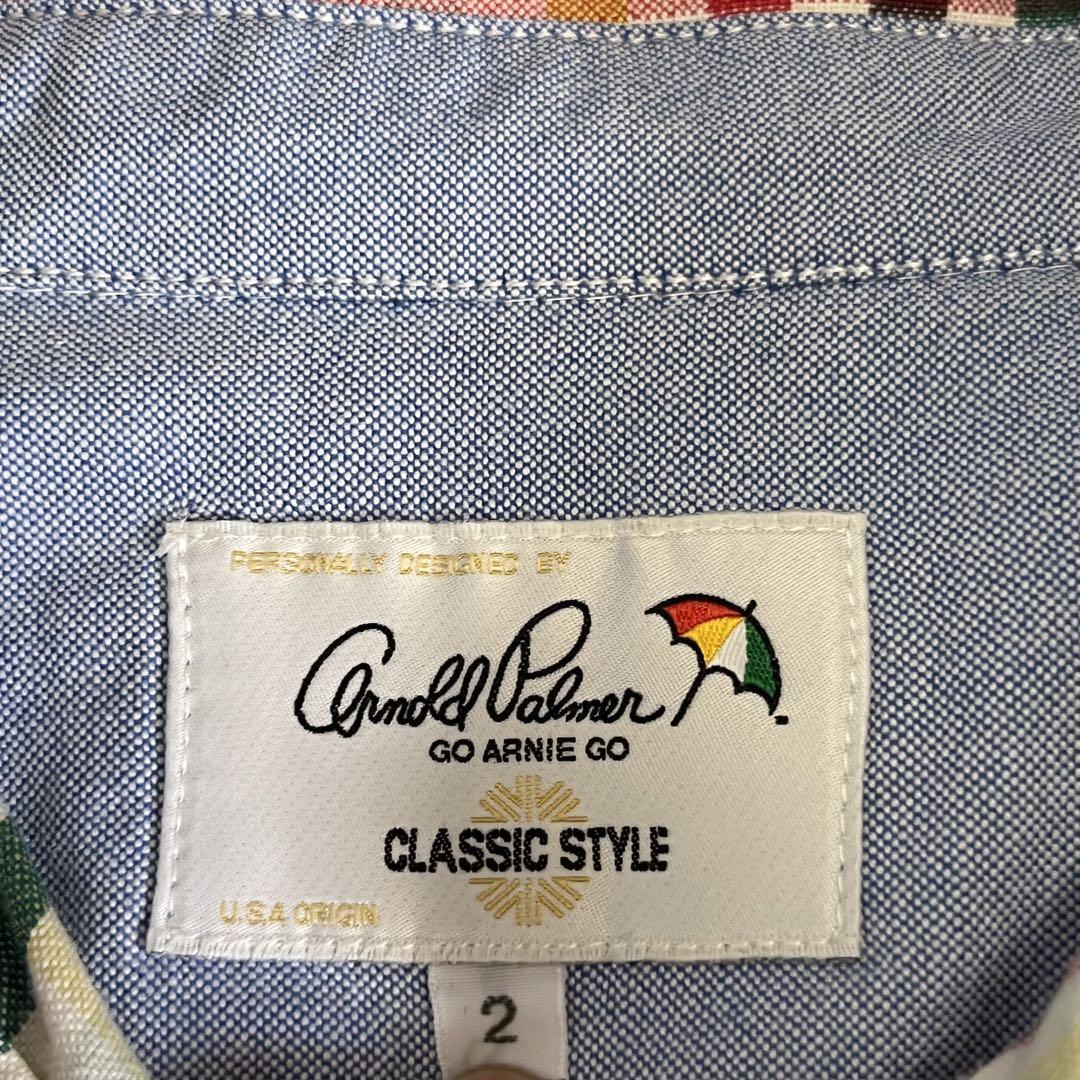 PERSONALLY DESIGNED BY
Arnold Palmer
GO ARNIE GO
CLASSIC STYLE
U.S.A ORIGIN
2